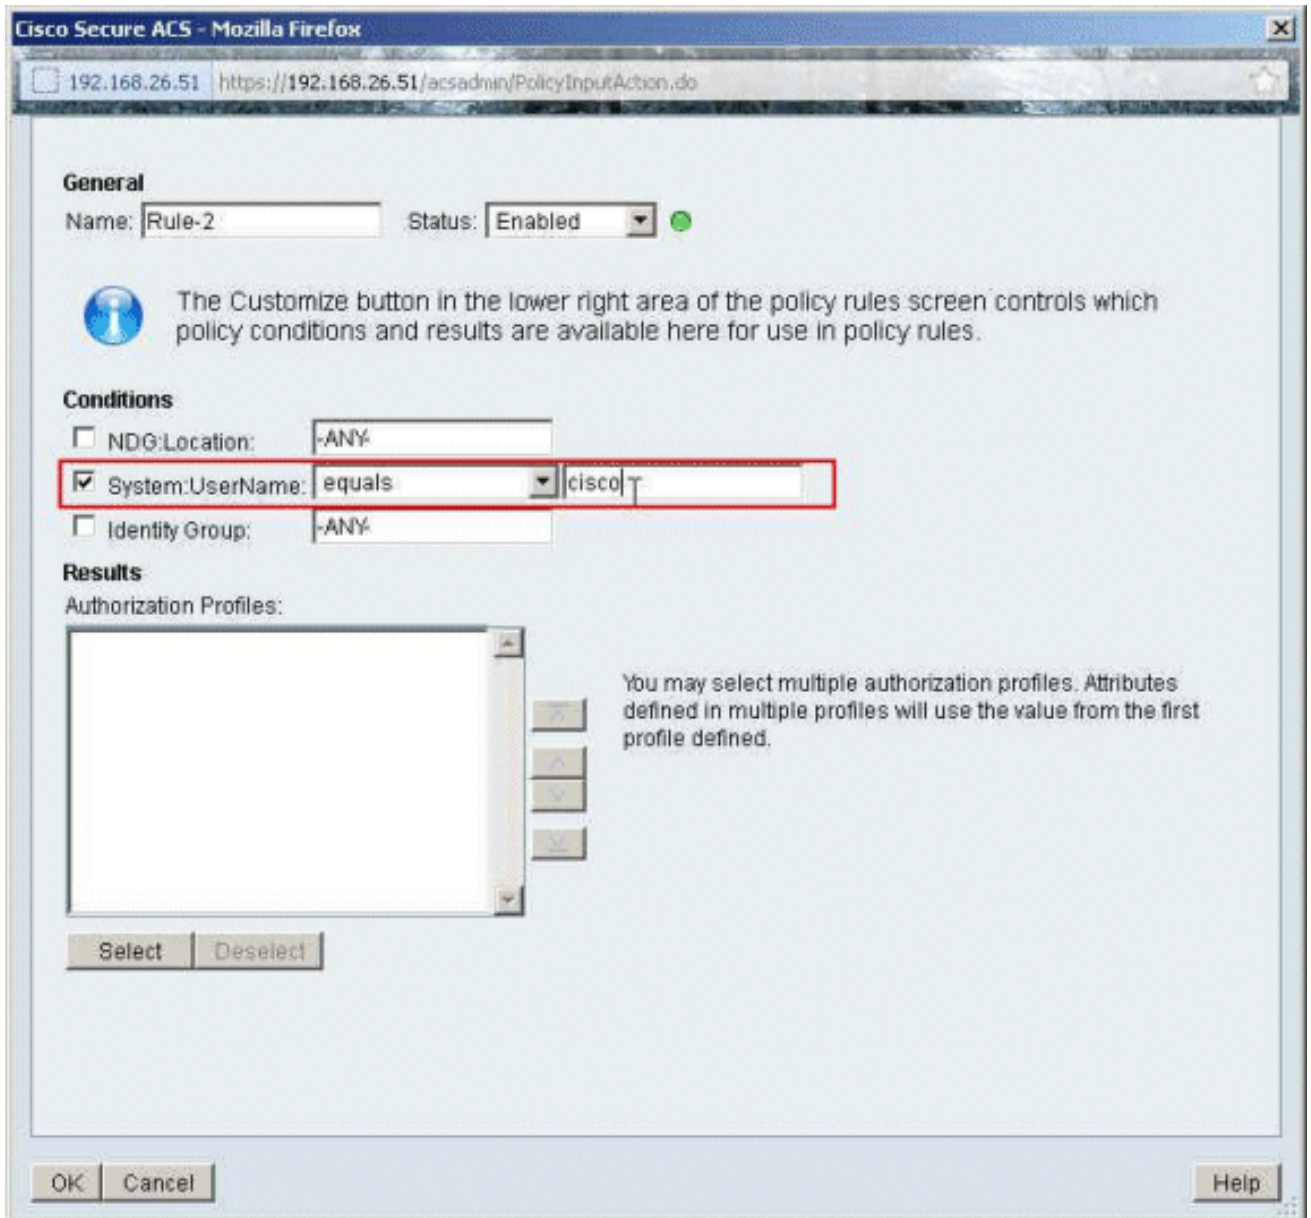 Cisco Secure ACS - Mozilla Firefox
192.168.26.51 https://192.168.26.51/acsadmin/PolicyInputAction.do
General
Name: Rule-2 Status: Enabled
The Customize button in the lower right area of the policy rules screen controls which
policy conditions and results are available here for use in policy rules.
Conditions
NDG:Location: -ANY-
System:UserName: equals cisco
Identity Group: -ANY-
Results
Authorization Profiles:
You may select multiple authorization profiles. Attributes
defined in multiple profiles will use the value from the first
profile defined.
Select Deselect
OK Cancel Help